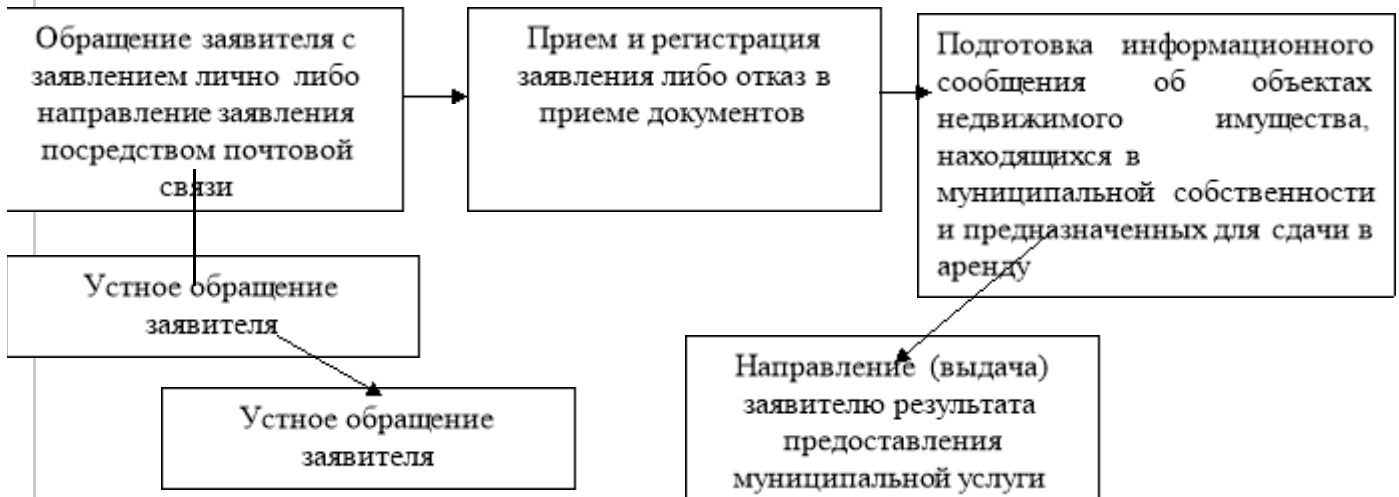 Обращение заявителя с
заявлением лично либо
направление заявления
посредством почтовой
связи
Прием и регистрация
заявления либо отказ в
приеме документов
Подготовка информационного
сообщения об объектах
недвижимого имущества,
находящихся в
муниципальной собственности
и предназначенных для сдачи в
аренду
Устное обращение
заявителя
Устное обращение
заявителя
Направление (выдача)
заявителю результата
предоставления
муниципальной услуги